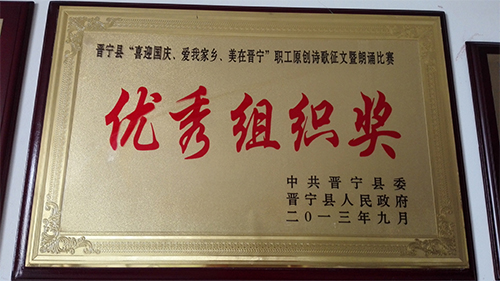 晋宁县“喜迎国庆、爱我家乡、美在晋宁”职工原创诗歌征文暨朗诵比赛
优秀组织奖
中共晋宁县委
晋宁县人民政府
二〇一三年九月